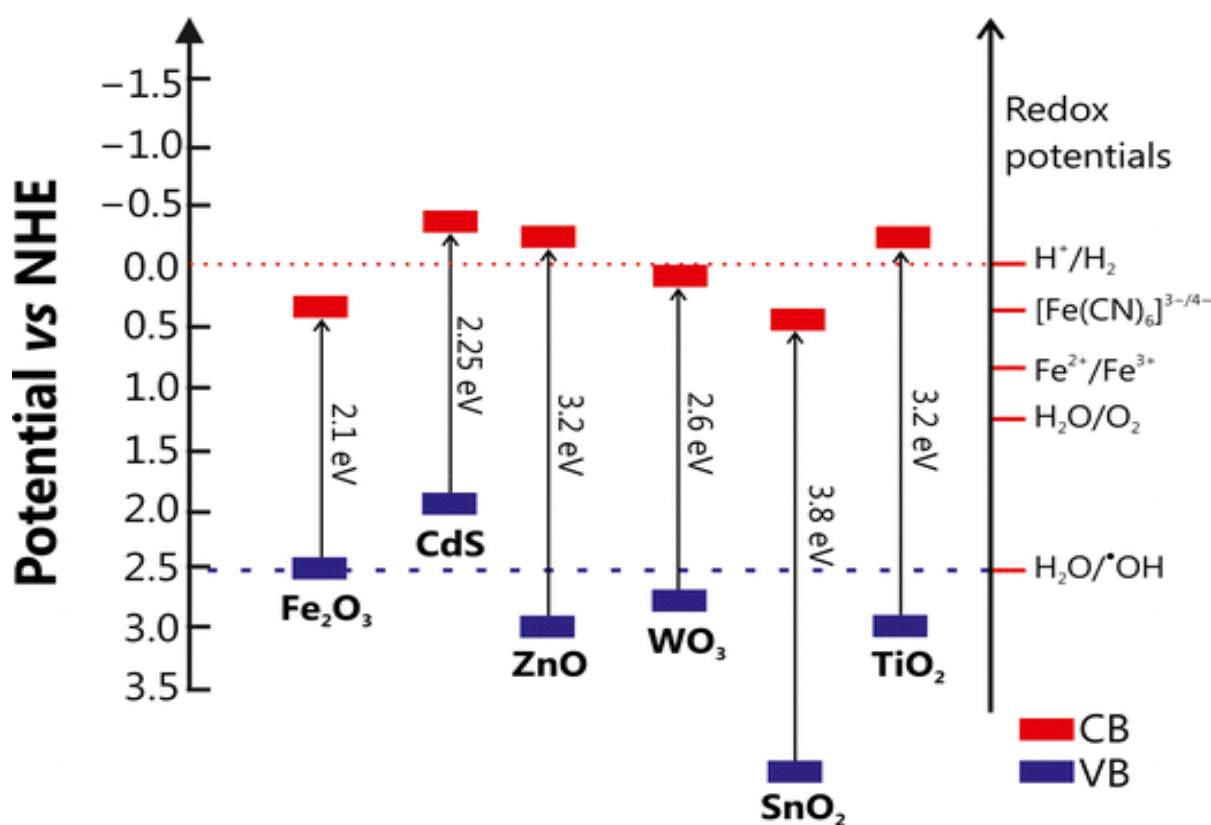 Potential vs NHE
−1.5
−1.0
−0.5
0.0
0.5
1.0
1.5
2.0
2.5
3.0
3.5
2.1 eV
Fe₂O₃
2.25 eV
CdS
3.2 eV
ZnO
2.6 eV
WO₃
3.8 eV
SnO₂
3.2 eV
TiO₂
Redox
potentials
H⁺/H₂
[Fe(CN)₆]³⁻/⁴⁻
Fe²⁺/Fe³⁺
H₂O/O₂
H₂O/•OH
CB
VB